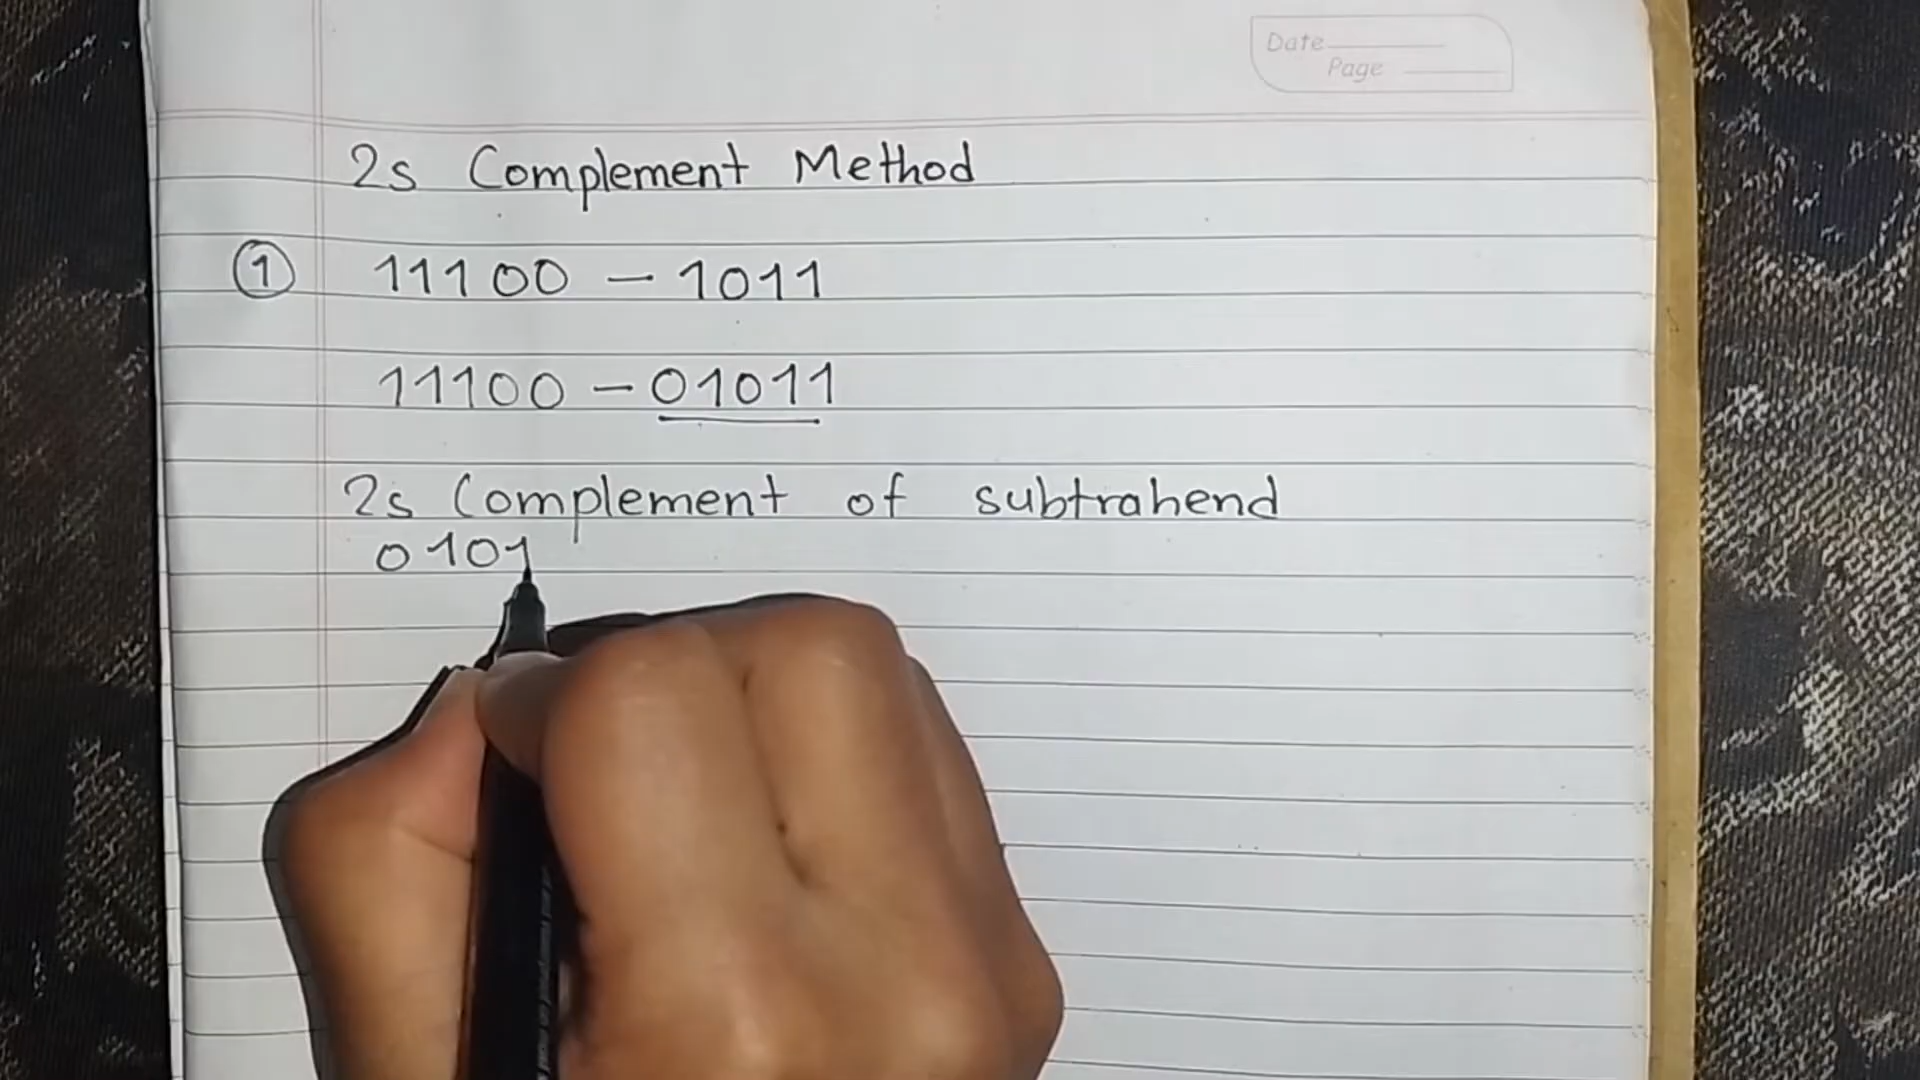 Date
Page
2s Complement Method
① 11100 - 1011
11100 - 01011
2s Complement of subtrahend
0101